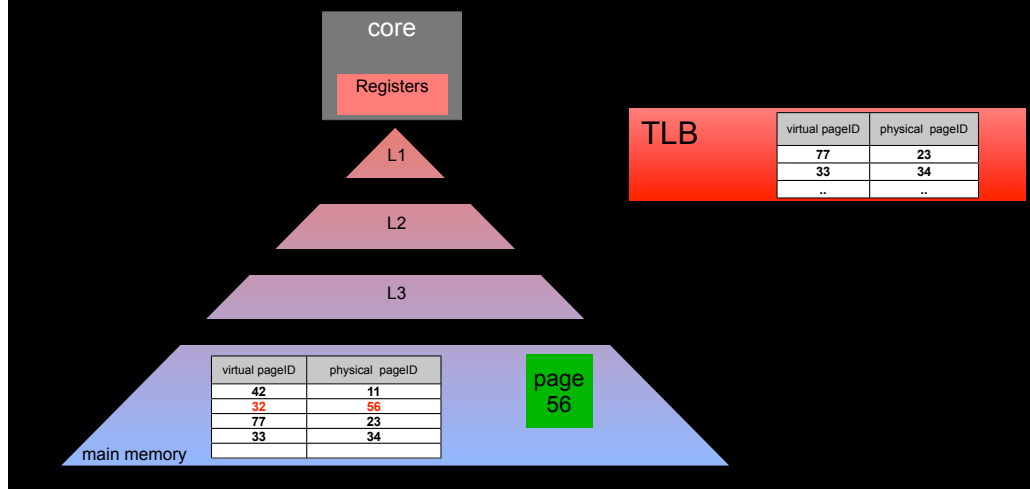 core
Registers
L1
TLB
virtual pageID physical pageID
77 23
33 34
.. ..
L2
L3
virtual pageID physical pageID
42 11
32 56
77 23
33 34
page
56
main memory